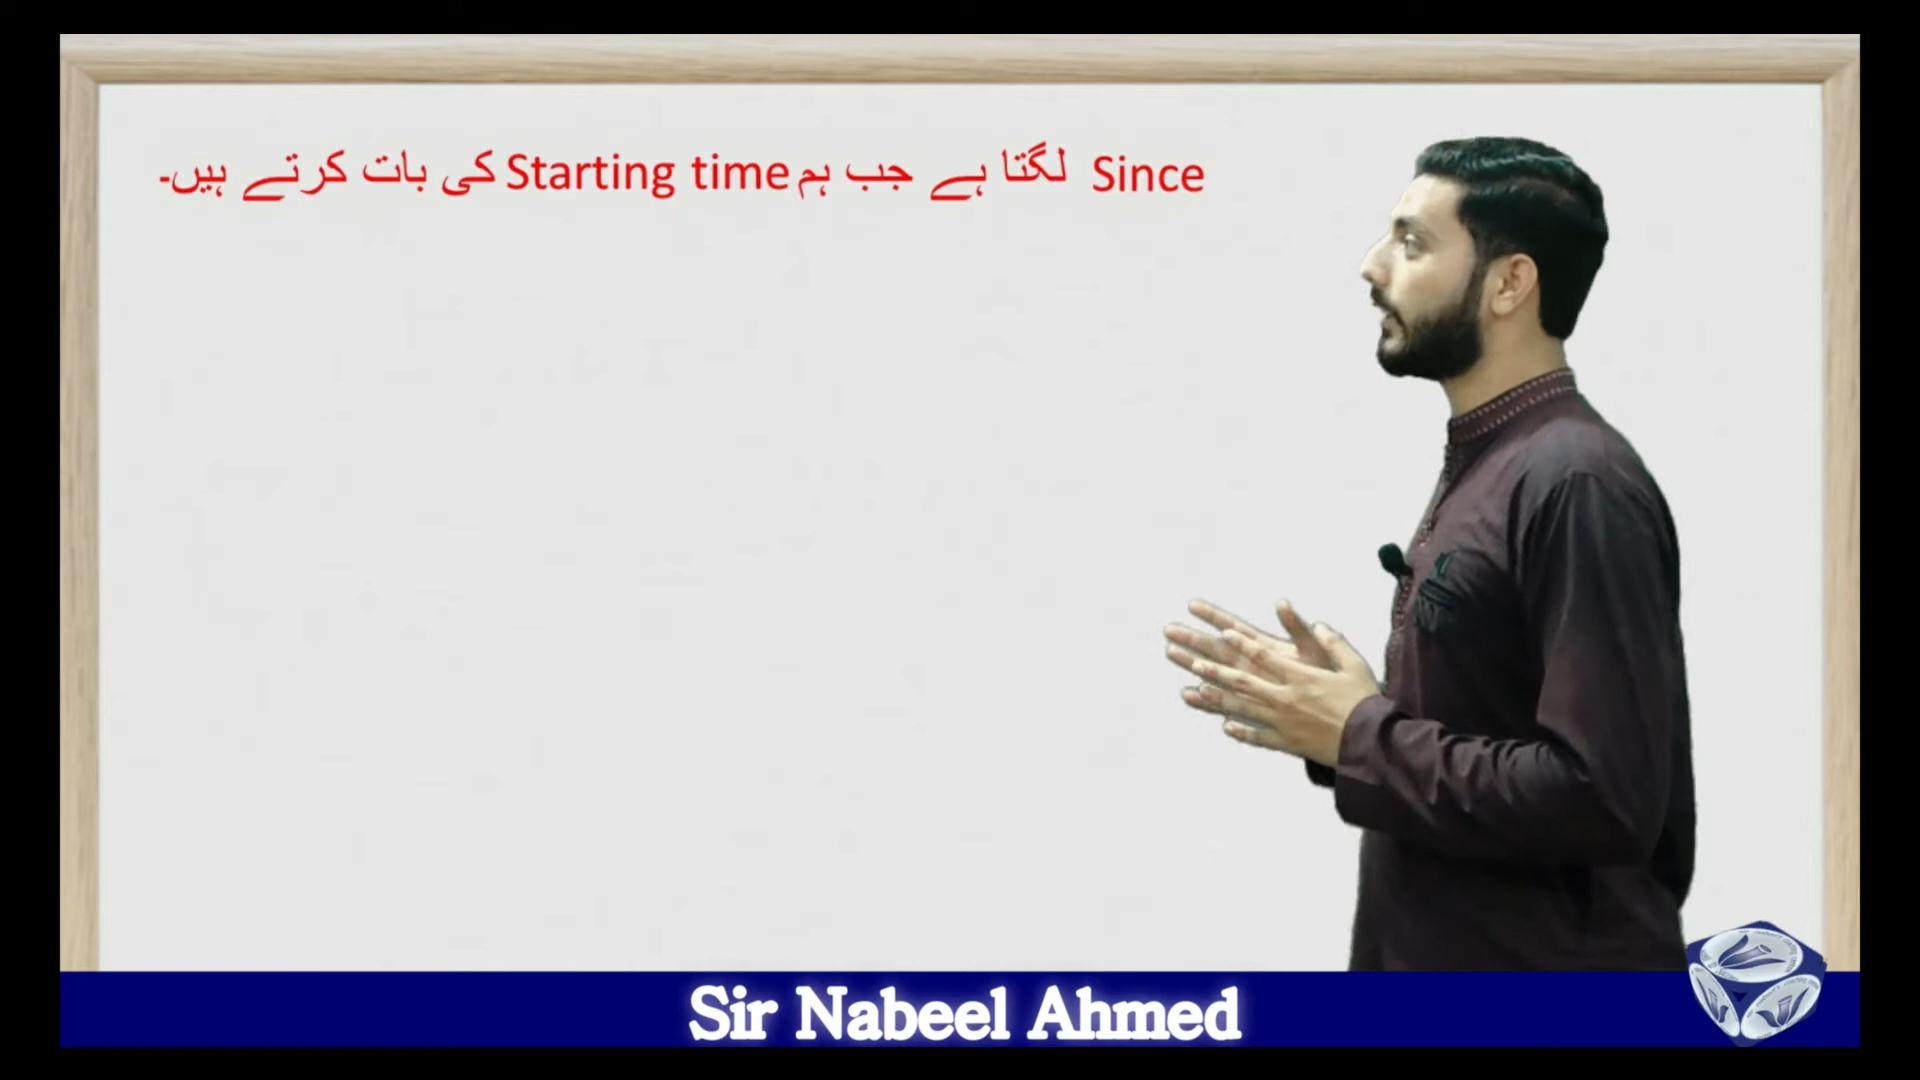 Since لگتا ہے جب ہم Starting time کی بات کرتے ہیں۔
Sir Nabeel Ahmed